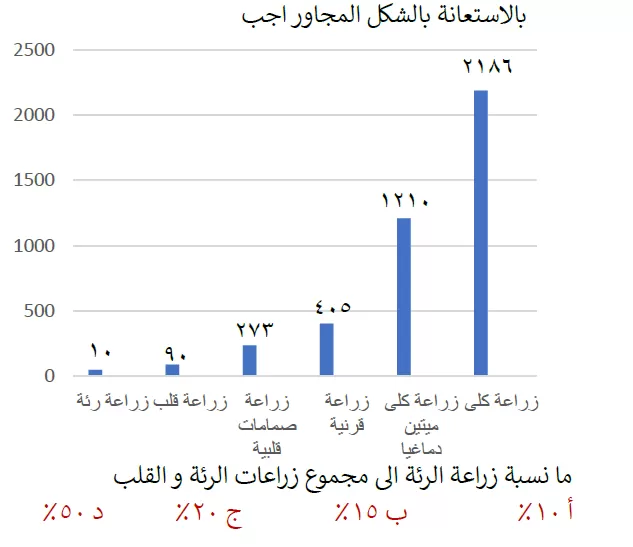 بالاستعانة بالشكل المجاور اجب
2500
2000
1500
1000
500
0
٢١٨٦
١٢١٠
٤٠٥
٢٧٣
٩٠
١٠
زراعة كلى
زراعة كلى
ميتين
دماغيا
زراعة
قرنية
زراعة
صمامات
قلبية
زراعة قلب
زراعة رئة
ما نسبة زراعة الرئة الى مجموع زراعات الرئة و القلب
أ ١٠٪ ب ١٥٪ ج ٢٠٪ د ٥٠٪